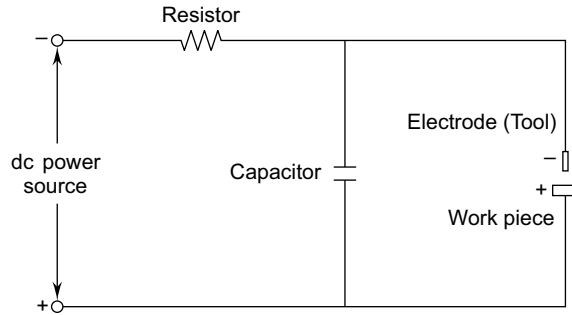 Resistor
–
Electrode (Tool)
–
dc power
source
Capacitor
+
Work piece
+